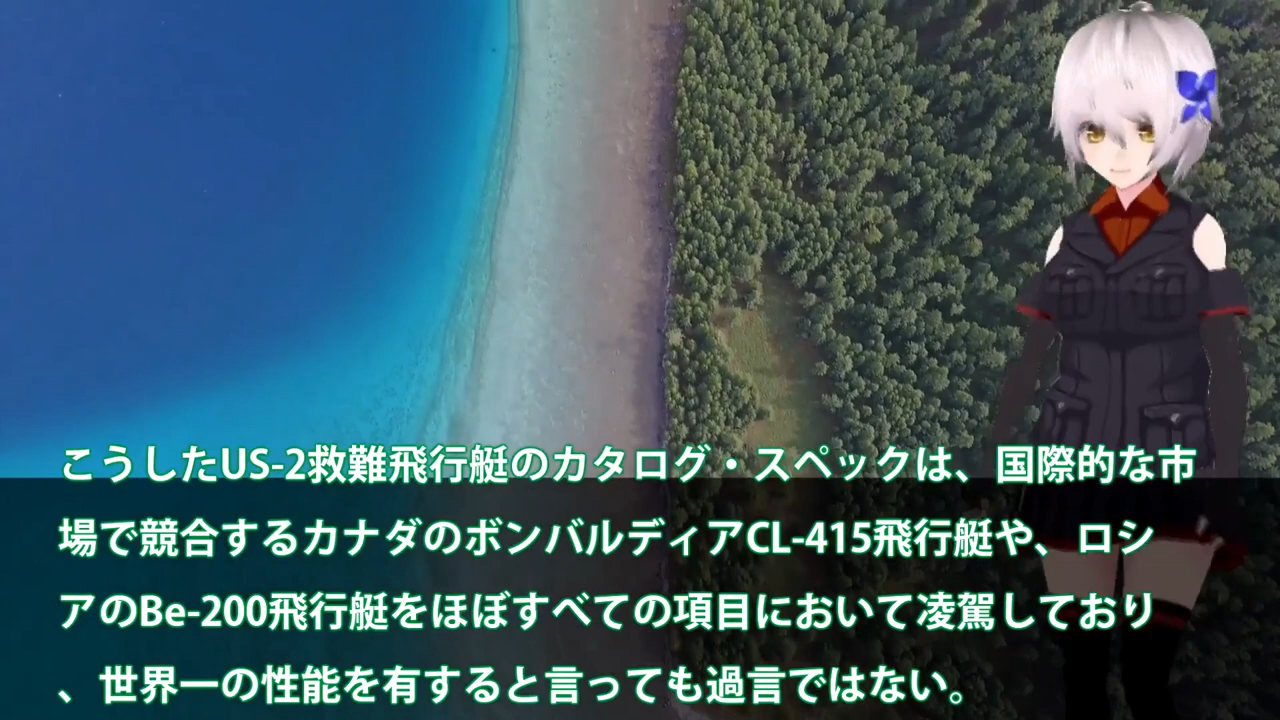 こうしたUS-2救難飛行艇のカタログ・スペックは、国際的な市
場で競合するカナダのボンバルディアCL-415飛行艇や、ロシ
アのBe-200飛行艇をほぼすべての項目において凌駕しており
、世界一の性能を有すると言っても過言ではない。